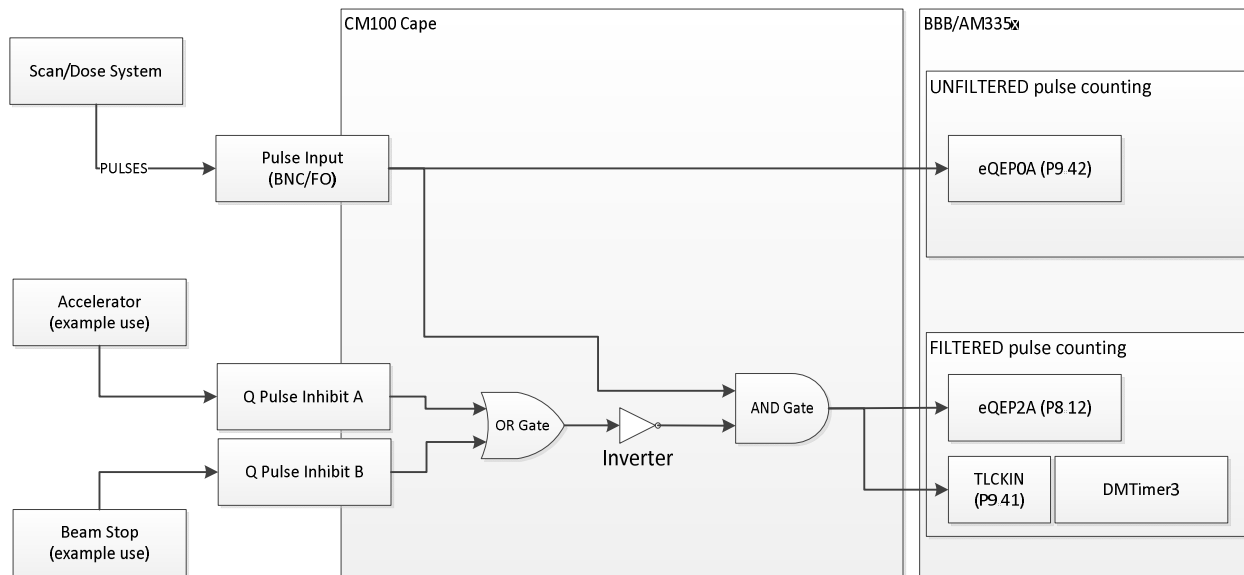 CM100 Cape
BBB/AM335x
Scan/Dose System
UNFILTERED pulse counting
PULSES
Pulse Input
(BNC/FO)
eQEP0A (P9.42)
Accelerator
(example use)
FILTERED pulse counting
Q Pulse Inhibit A
AND Gate
eQEP2A (P8.12)
OR Gate
Inverter
Q Pulse Inhibit B
TLCKIN
(P9.41)
DMTimer3
Beam Stop
(example use)